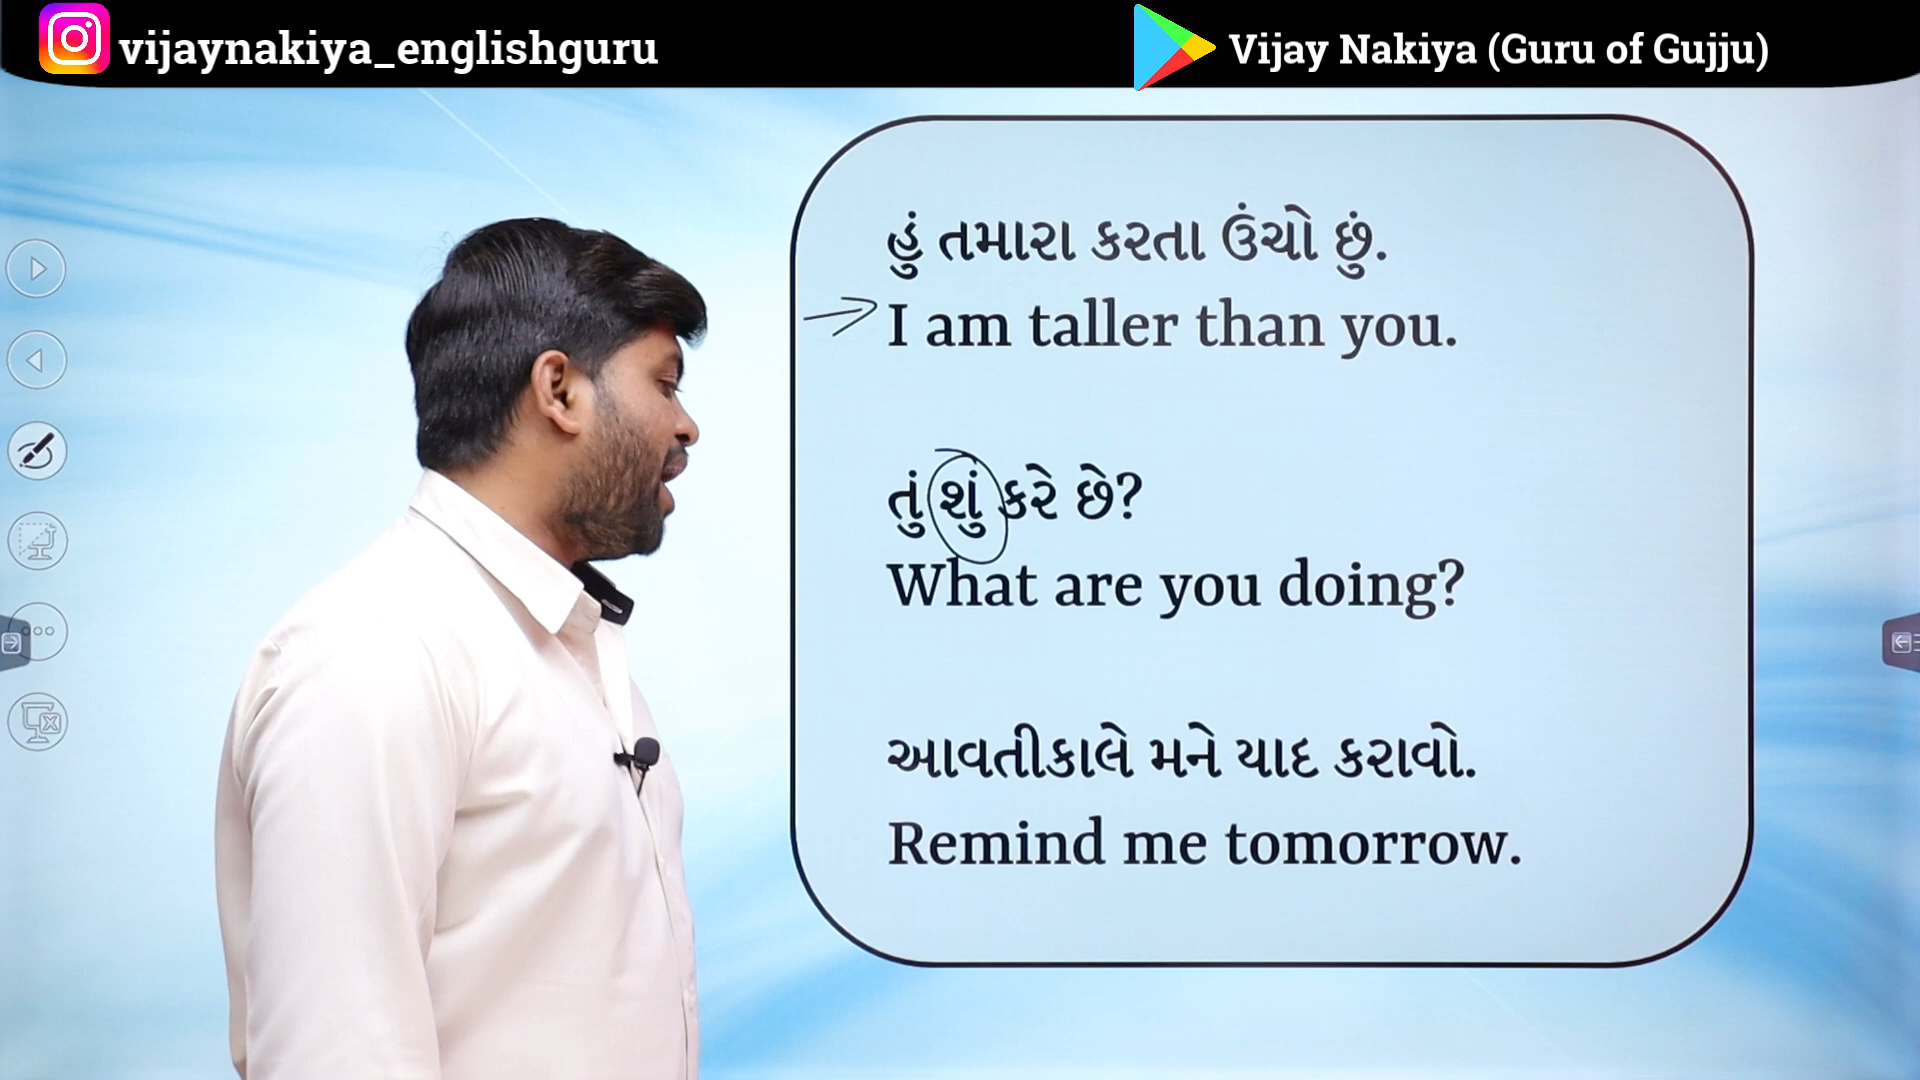 vijaynakiya_englishguru
Vijay Nakiya (Guru of Gujju)
હું તમારા કરતા ઉંચો છું.
I am taller than you.
તું શું કરે છે?
What are you doing?
આવતીકાલે મને યાદ કરાવો.
Remind me tomorrow.